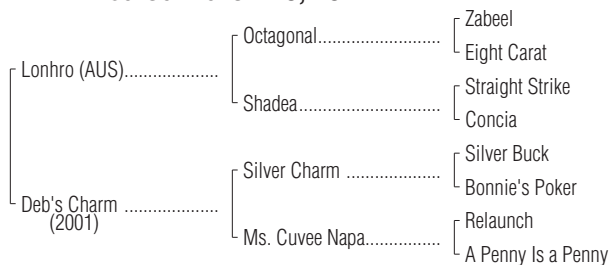 Zabeel
Octagonal
Eight Carat
Lonhro (AUS)
Straight Strike
Shadea
Concia
Silver Buck
Silver Charm
Bonnie's Poker
Deb's Charm
(2001)
Relaunch
Ms. Cuvee Napa
A Penny Is a Penny